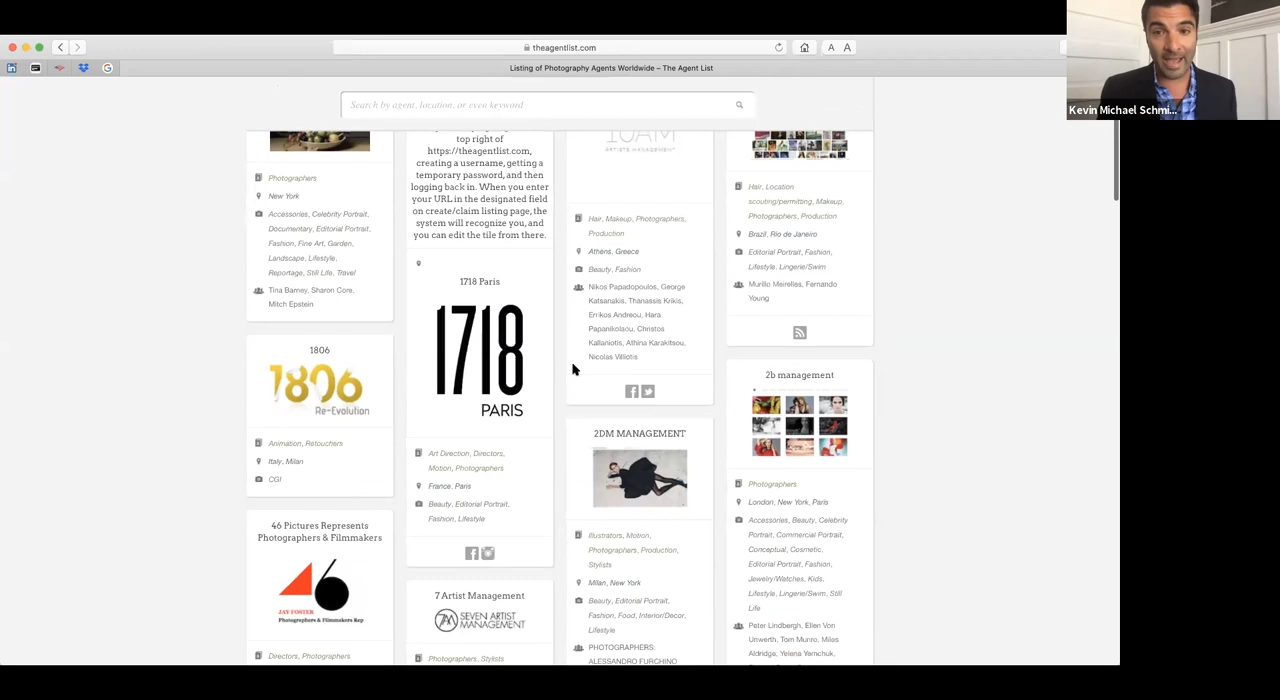 theagentlist.com
A A
Listing of Photography Agents Worldwide – The Agent List
Kevin Michael Schmi...
Search by agent, location, or even keyword
Photographers
New York
Accessories, Celebrity Portrait,
Documentary, Editorial Portrait,
Fashion, Fine Art, Garden,
Landscape, Lifestyle,
Reportage, Still Life, Travel
Tina Barney, Sharon Core,
Mitch Epstein
1806
1806
Re-Evolution
Animation, Retouchers
Italy, Milan
CGI
46 Pictures Represents
Photographers & Filmmakers
46
JAY FOSTER
Photographers & Filmmakers Rep
Directors, Photographers
top right of
https://theagentlist.com,
creating a username, getting a
temporary password, and then
logging back in. When you enter
your URL in the designated field
on create/claim listing page, the
system will recognize you, and
you can edit the tile from there.
1718 Paris
1718
PARIS
Art Direction, Directors,
Motion, Photographers
France, Paris
Beauty, Editorial Portrait,
Fashion, Lifestyle
7 Artist Management
7M SEVEN ARTIST
MANAGEMENT
Photographers, Stylists
10AM
ARTISTS MANAGEMENT
Hair, Makeup, Photographers,
Production
Athens, Greece
Beauty, Fashion
Nikos Papadopoulos, George
Katsanakis, Thanassis Krikis,
Errikos Andreou, Hara
Papanikolaou, Christos
Kallaniotis, Athina Karakitsou,
Nicolas Villiotis
2DM MANAGEMENT
Illustrators, Motion,
Photographers, Production,
Stylists
Milan, New York
Beauty, Editorial Portrait,
Fashion, Food, Interior/Decor,
Lifestyle
PHOTOGRAPHERS:
ALESSANDRO FURCHINO
Hair, Location
scouting/permitting, Makeup,
Photographers, Production
Brazil, Rio de Janeiro
Editorial Portrait, Fashion,
Lifestyle, Lingerie/Swim
Murillo Meirelles, Fernando
Young
2b management
Photographers
London, New York, Paris
Accessories, Beauty, Celebrity
Portrait, Commercial Portrait,
Conceptual, Cosmetic,
Editorial Portrait, Fashion,
Jewelry/Watches, Kids,
Lifestyle, Lingerie/Swim, Still
Life
Peter Lindbergh, Ellen Von
Unwerth, Tom Munro, Miles
Aldridge, Yelena Yemchuk,